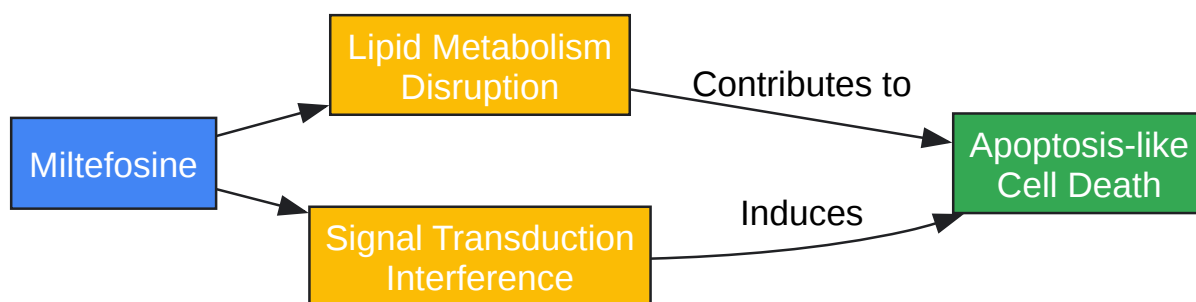 Miltefosine
Lipid Metabolism
Disruption
Signal Transduction
Interference
Contributes to
Induces
Apoptosis-like
Cell Death